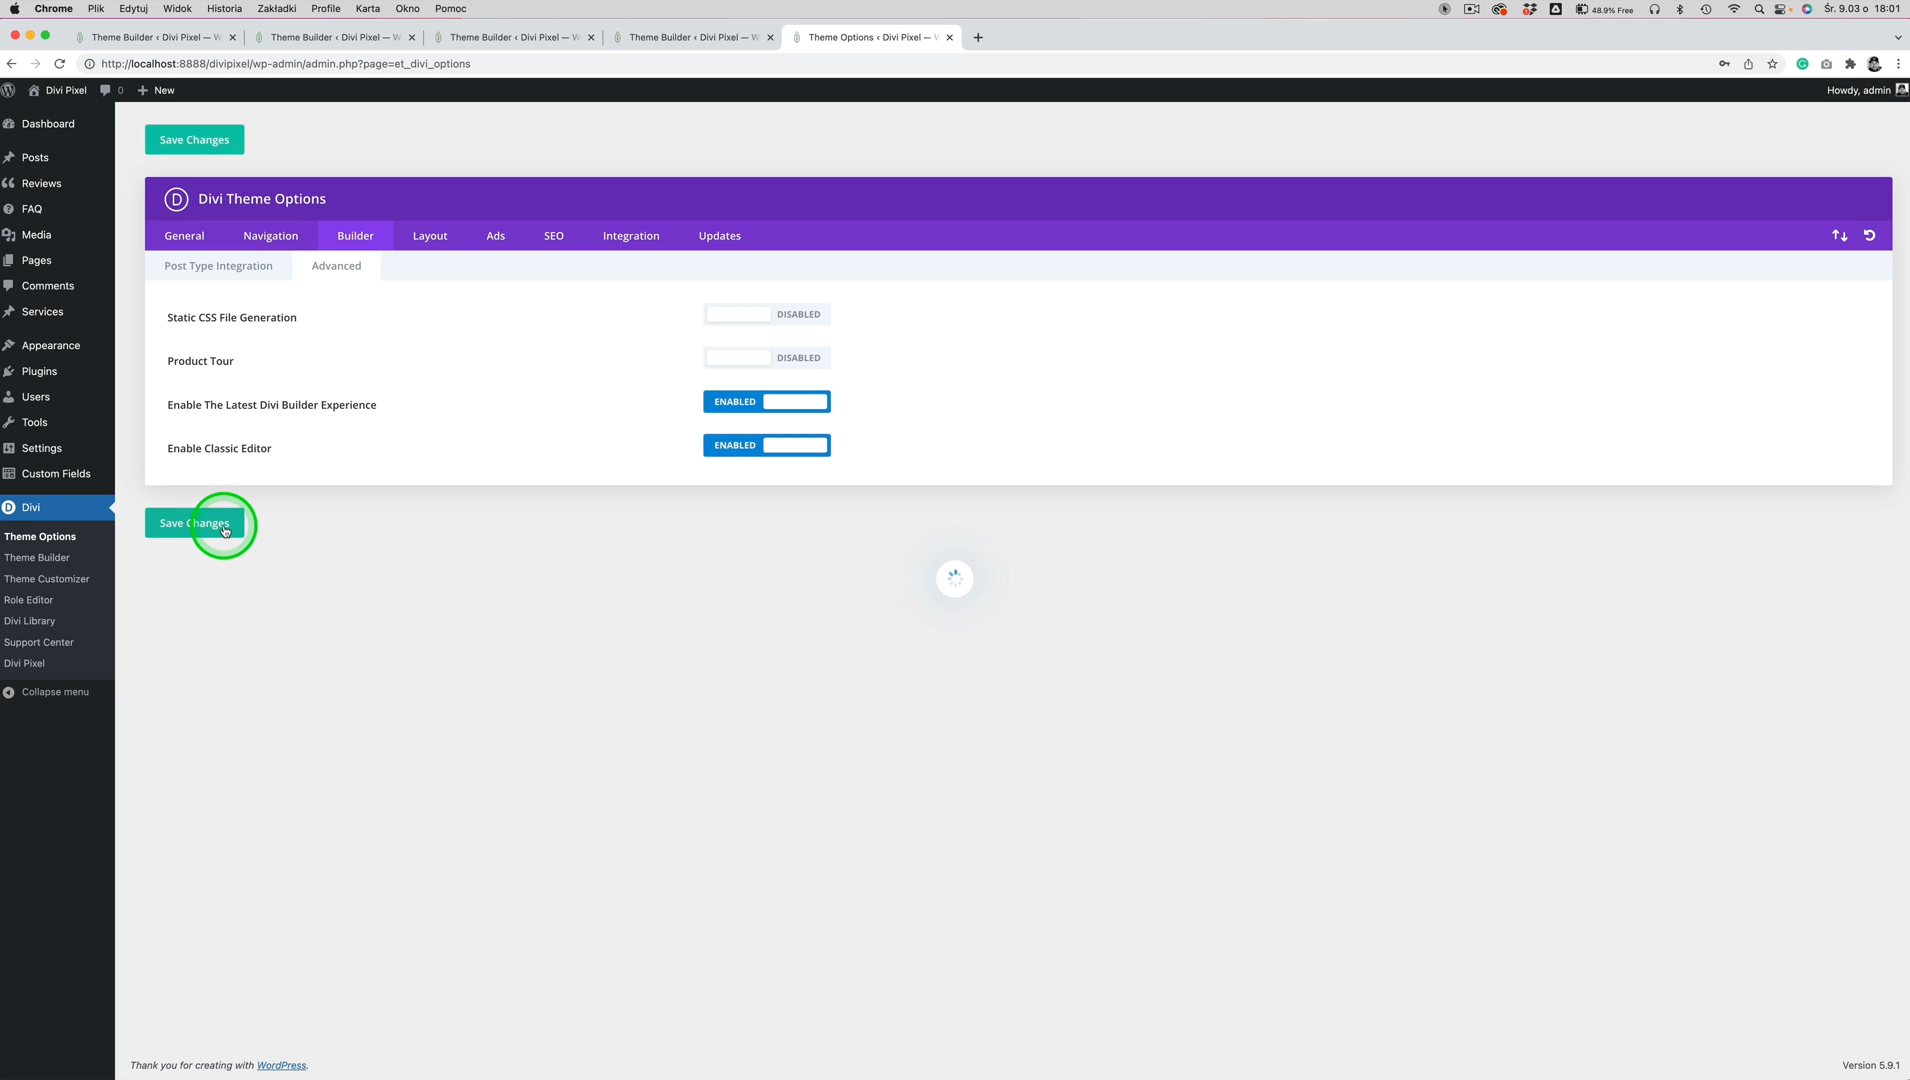 Chrome Plik Edytuj Widok Historia Zakładki Profile Karta Okno Pomoc 48.9% Free Śr. 9.03 o 18:01
Theme Builder ‹ Divi Pixel — W Theme Builder ‹ Divi Pixel — W Theme Builder ‹ Divi Pixel — W Theme Builder ‹ Divi Pixel — W Theme Options ‹ Divi Pixel — W
http://localhost:8888/divipixel/wp-admin/admin.php?page=et_divi_options
Divi Pixel 0 New Howdy, admin
Dashboard
Posts
Reviews
FAQ
Media
Pages
Comments
Services
Appearance
Plugins
Users
Tools
Settings
Custom Fields
Divi
Theme Options
Theme Builder
Theme Customizer
Role Editor
Divi Library
Support Center
Divi Pixel
Collapse menu
Save Changes
D Divi Theme Options
General Navigation Builder Layout Ads SEO Integration Updates
Post Type Integration Advanced
Static CSS File Generation DISABLED
Product Tour DISABLED
Enable The Latest Divi Builder Experience ENABLED
Enable Classic Editor ENABLED
Save Changes
Thank you for creating with WordPress. Version 5.9.1